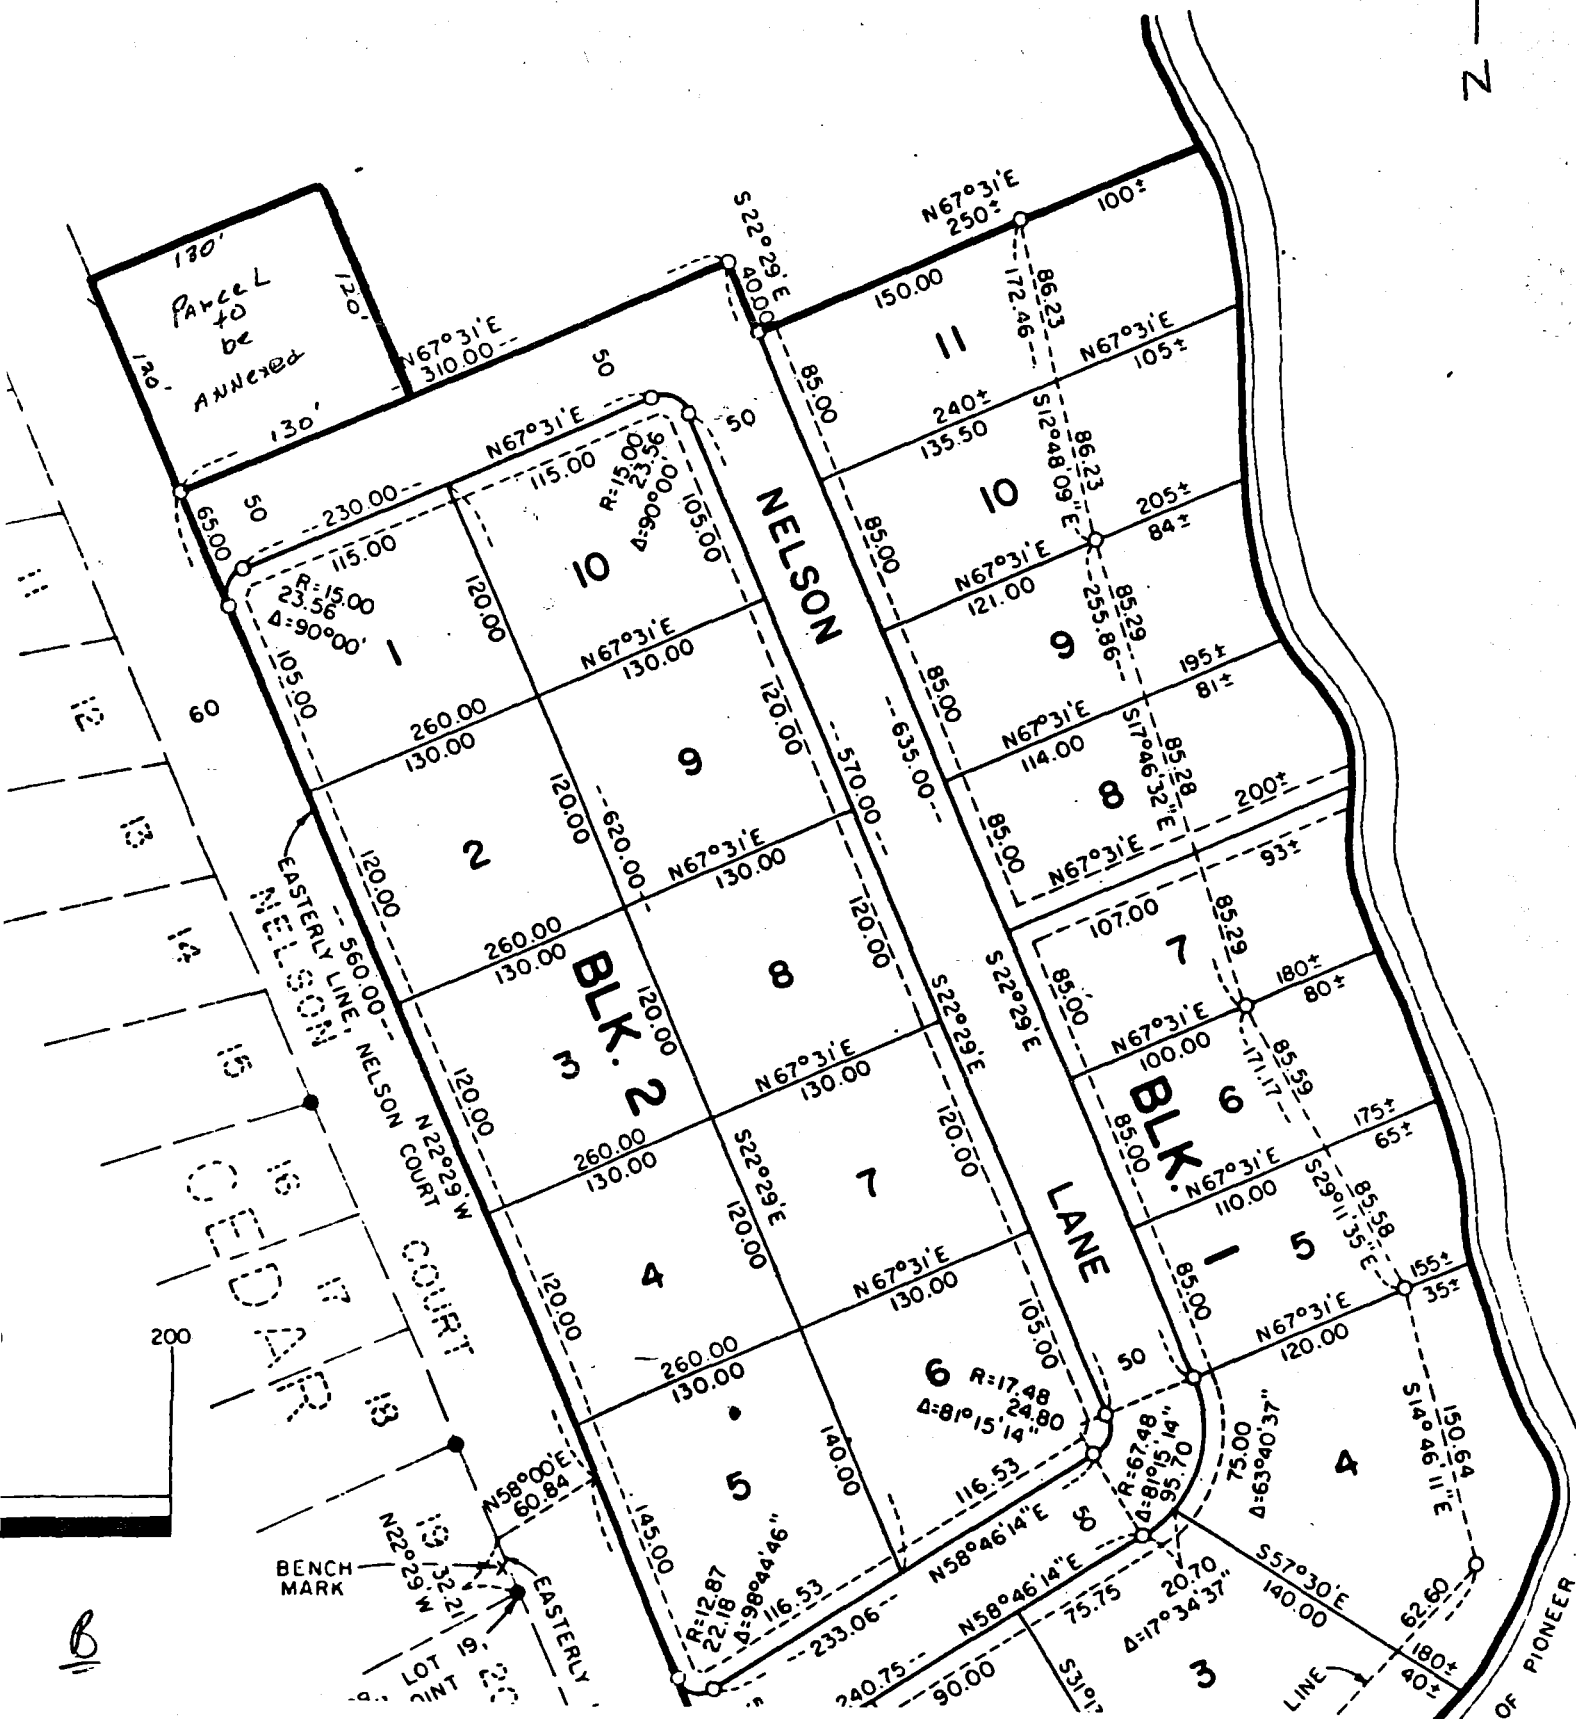 Z
130'
PARCEL
to
be
ANNexed
120'
120'
130'
N67°31'E
310.00
S 22°29'E
40.00
N67°31'E
250±
100±
150.00
86.23
172.46
11
N67°31'E
105±
85.00
240±
135.50
S12°48'09"E
86.23
10
205±
84±
85.00
N67°31'E
121.00
85.29
255.86
9
195±
81±
85.00
N67°31'E
114.00
S17°46'32"E
85.28
8
200±
85.00
N67°31'E
93±
107.00
85.29
7
180±
80±
85.00
N67°31'E
100.00
85.59
171.17
6
175±
65±
85.00
N67°31'E
110.00
S29°11'35"E
85.58
5
155±
35±
85.00
N67°31'E
120.00
BLK. 1
S14°46'11"E
150.64
4
50
50
50
65.00
230.00
N67°31'E
115.00
115.00
R=15.00
23.56
Δ=90°00'
R=15.00
23.56
Δ=90°00'
105.00
105.00
1
10
120.00
N67°31'E
130.00
260.00
130.00
NELSON
LANE
635.00
570.00
620.00
120.00
120.00
120.00
2
9
N67°31'E
130.00
260.00
130.00
BLK. 2
120.00
120.00
120.00
3
8
S22°29'E
S22°29'E
N67°31'E
130.00
260.00
130.00
S22°29'E
120.00
120.00
120.00
4
7
N67°31'E
130.00
260.00
130.00
105.00
5
6
R=17.48
24.80
Δ=81°15'14"
50
140.00
145.00
116.53
116.53
N58°46'14"E
233.06
R=12.87
22.18
Δ=98°44'46"
R=67.48
Δ=81°15'14"
95.70
75.00
Δ=63°40'37"
50
N58°46'14"E
240.75
75.75
90.00
20.70
Δ=17°34'37"
S57°30'E
140.00
62.60
180±
40±
3
LINE
OF PIONEER
60
11
12
13
14
15
16
17
18
19
EASTERLY LINE, NELSON COURT
560.00
N22°29'W
NELSON
COURT
CEDAR
200
N58°00'E
60.84
BENCH
MARK
N22°29'W
32.21
EASTERLY
LOT 19,
OINT
B